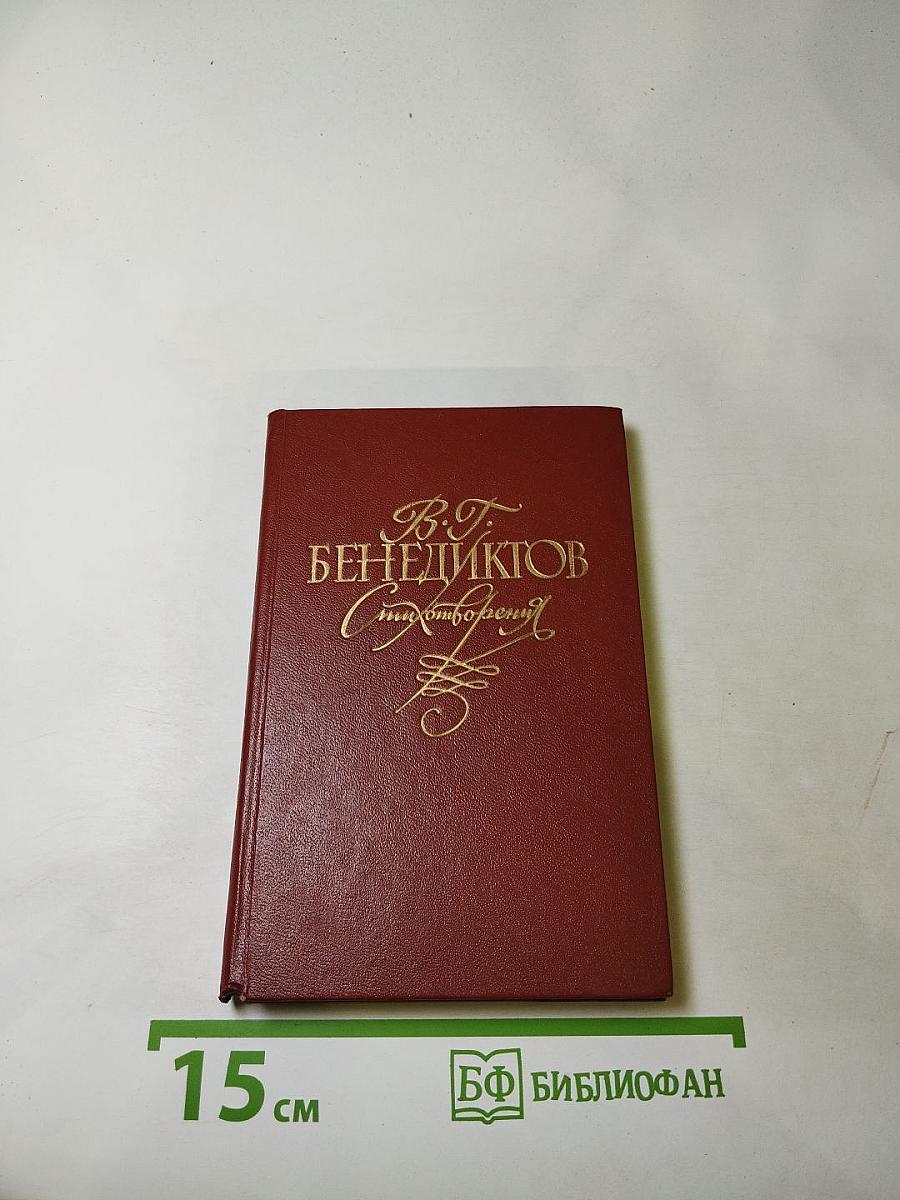 В·Г·
БЕНЕДИКТОВ
Стихотворения
15 см
БФ БИБЛИОФАН